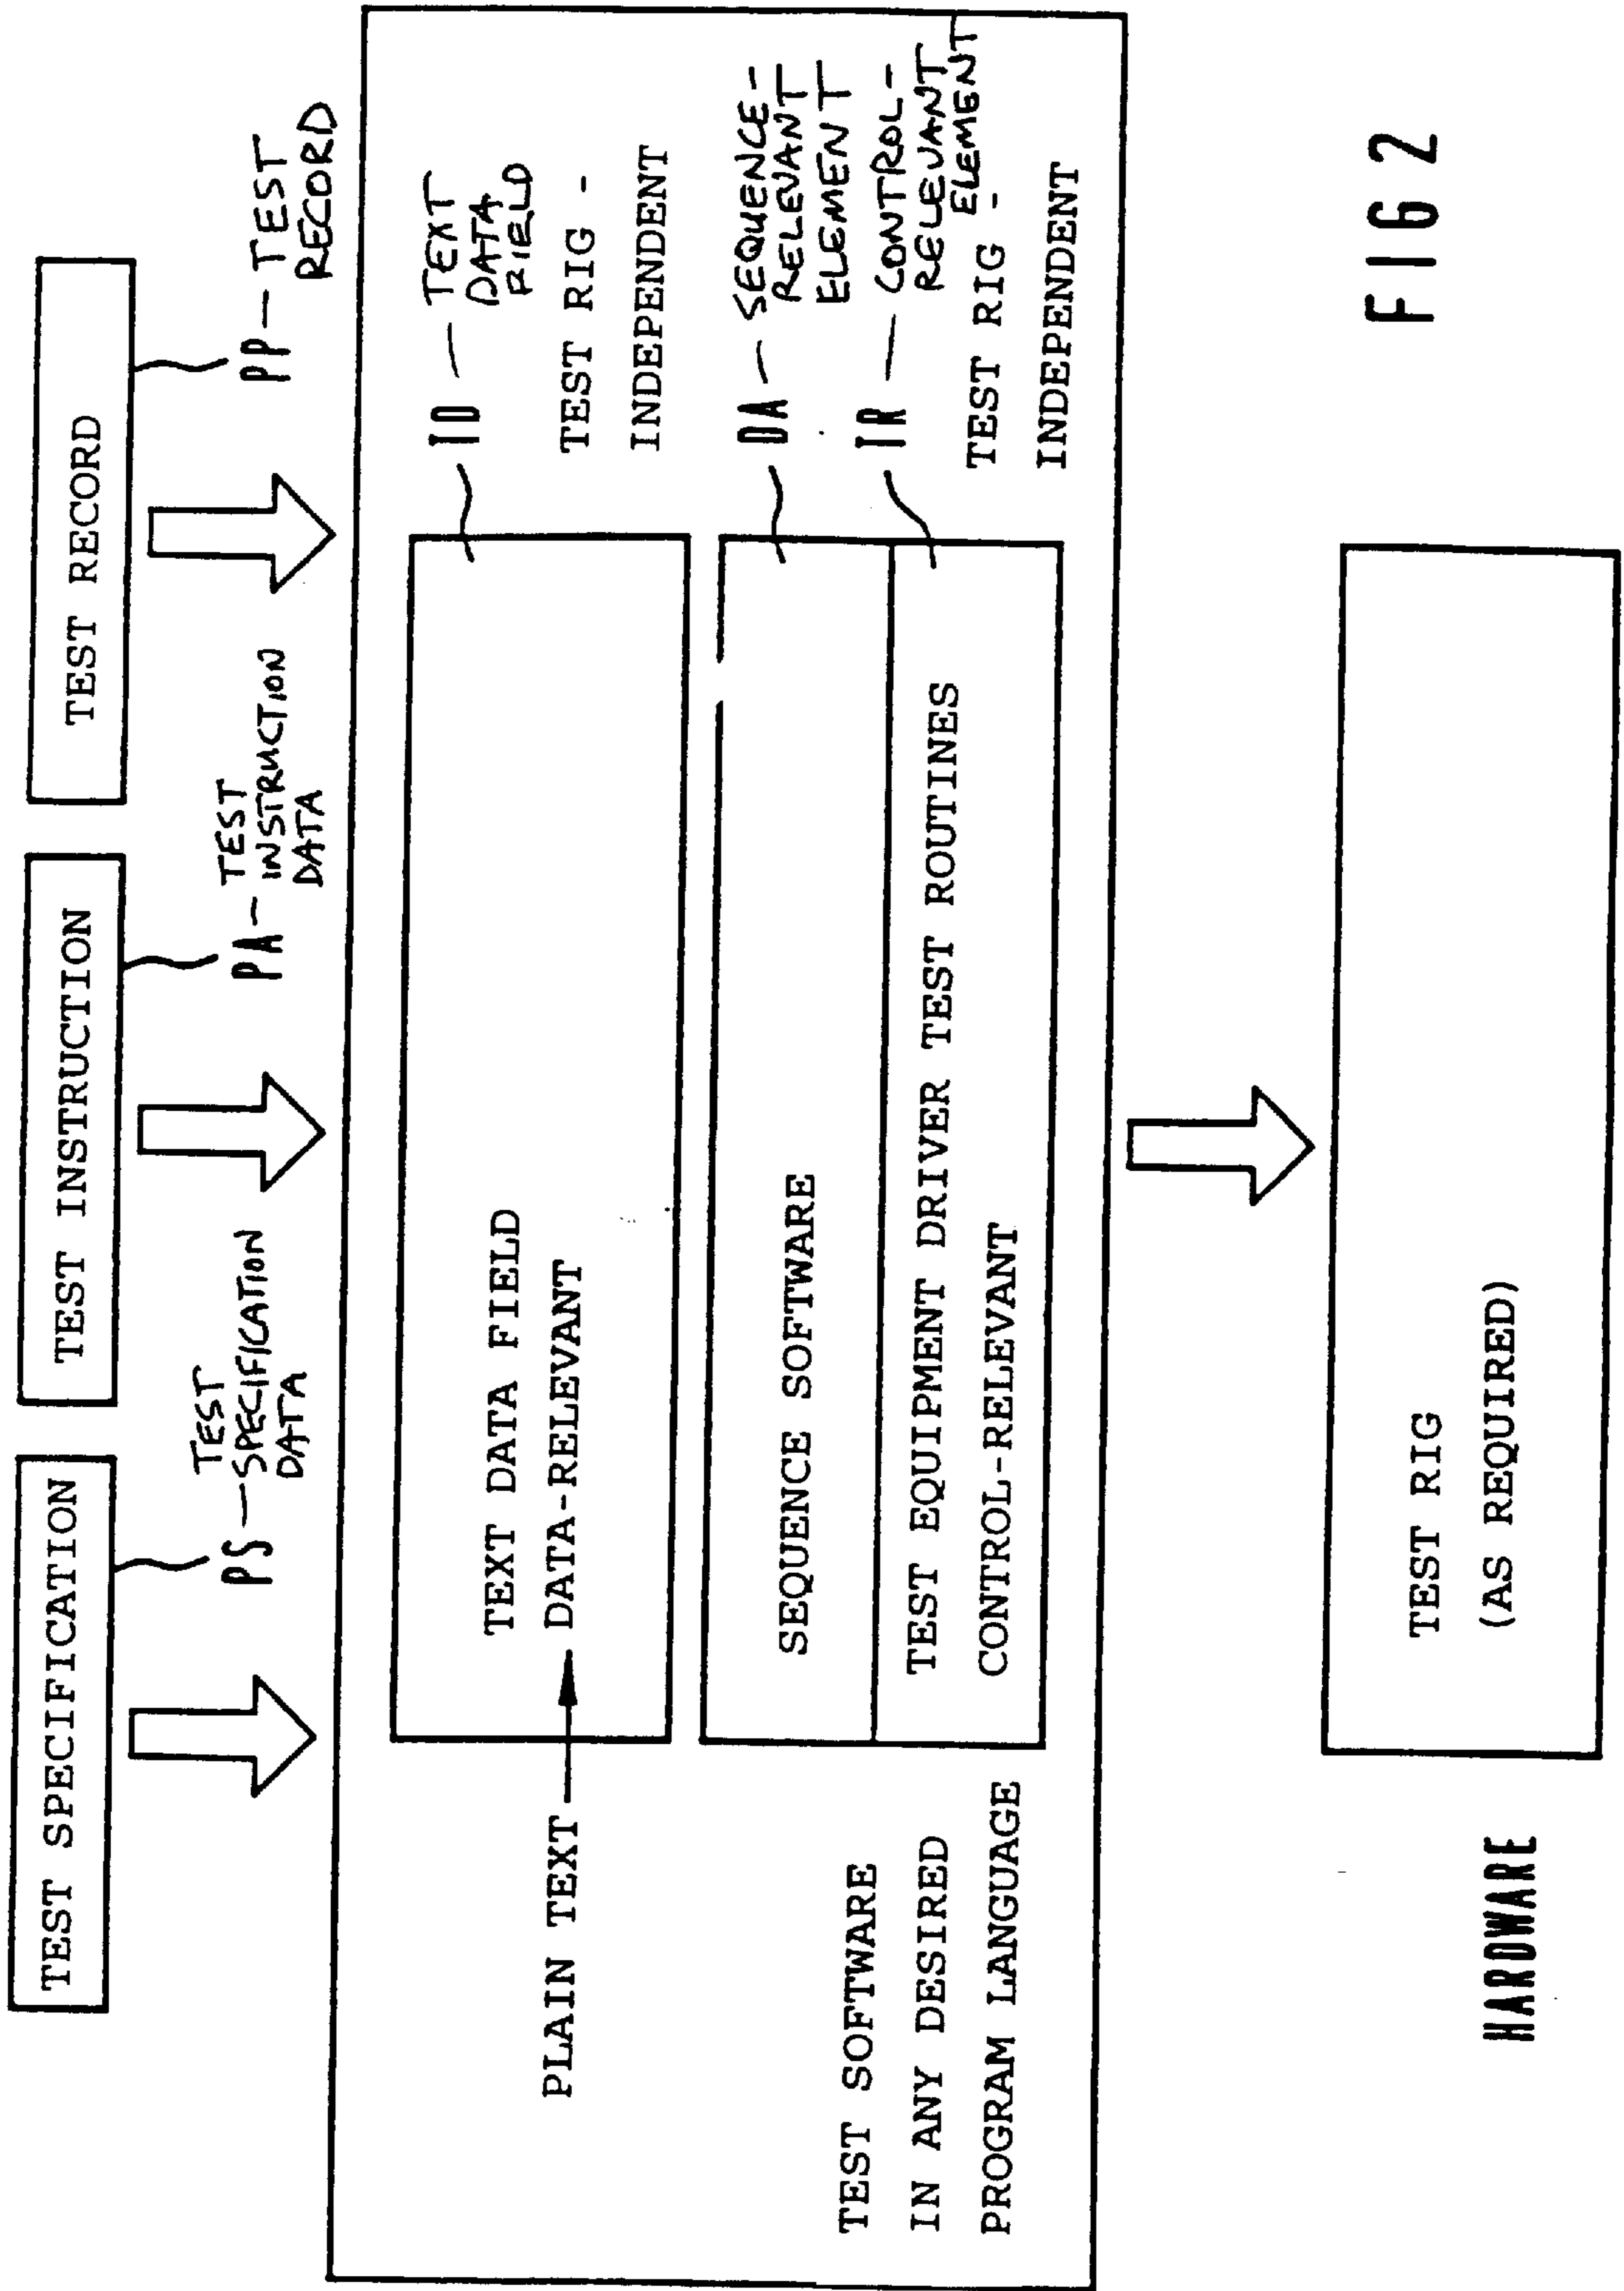 TEST SPECIFICATION
PS — TEST
SPECIFICATION
DATA
TEST INSTRUCTION
PA — TEST
INSTRUCTION
DATA
TEST RECORD
PP — TEST
RECORD
PLAIN TEXT
TEXT DATA FIELD
DATA-RELEVANT
TD — TEXT
DATA
FIELD
TEST RIG -
INDEPENDENT
TEST SOFTWARE
IN ANY DESIRED
PROGRAM LANGUAGE
SEQUENCE SOFTWARE
TEST EQUIPMENT DRIVER TEST ROUTINES
CONTROL-RELEVANT
DA — SEQUENCE-
RELEVANT
ELEMENT
TR — CONTROL-
RELEVANT
ELEMENT
TEST RIG -
INDEPENDENT
HARDWARE
TEST RIG
(AS REQUIRED)
FIG 2